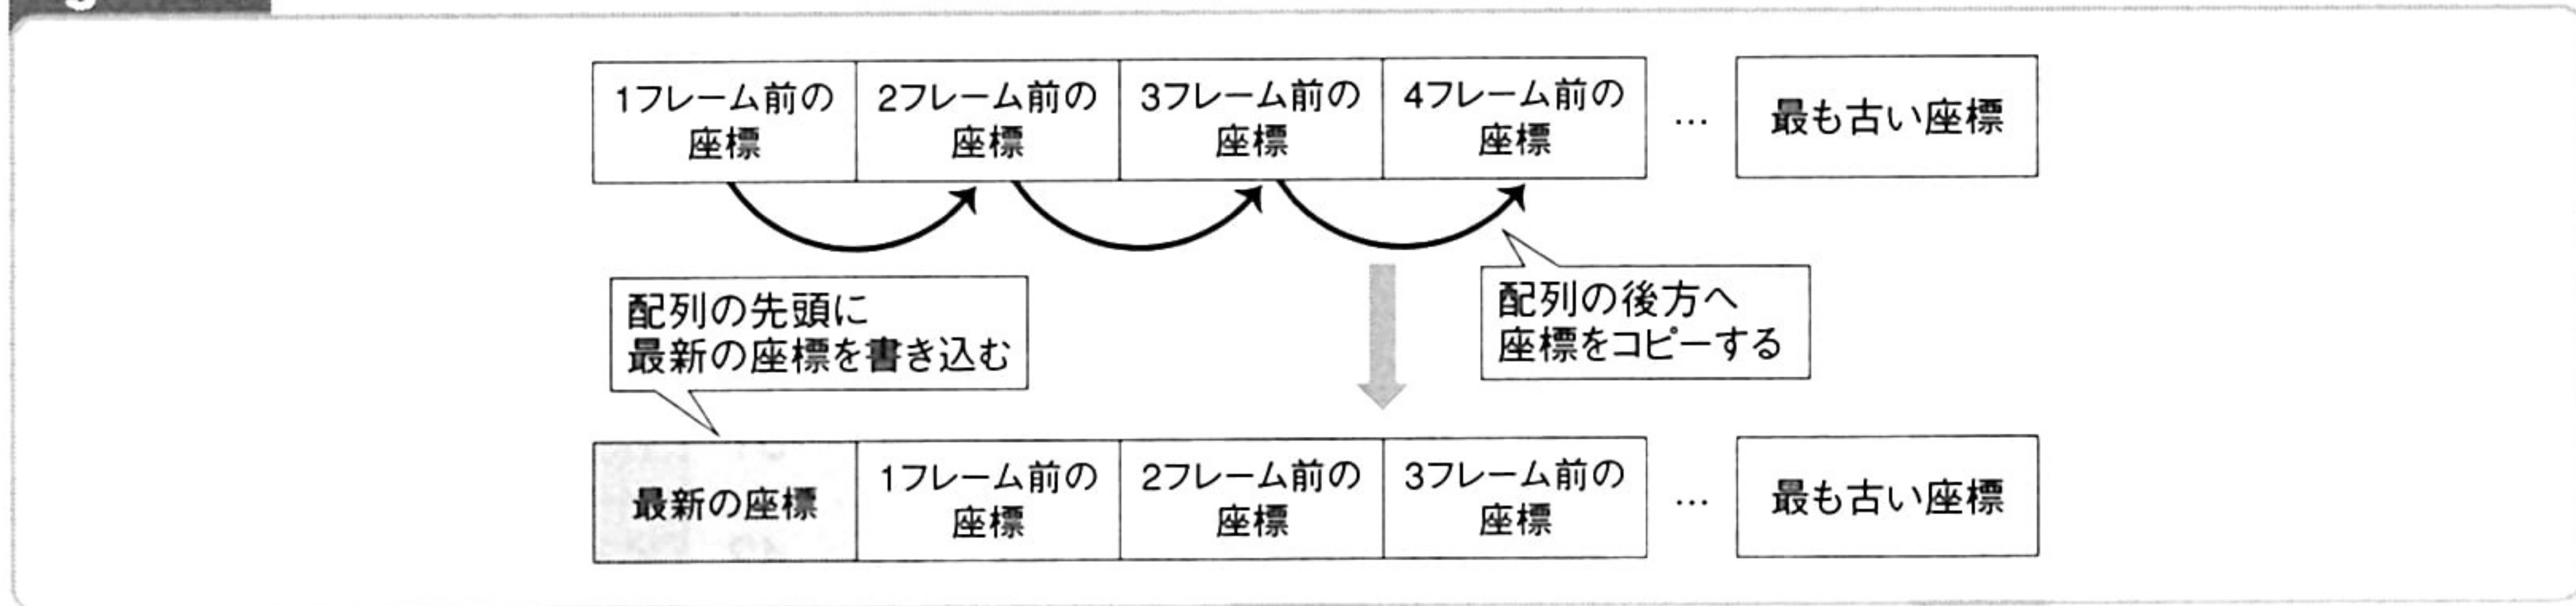 1フレーム前の
座標
2フレーム前の
座標
3フレーム前の
座標
4フレーム前の
座標
…
最も古い座標
配列の先頭に
最新の座標を書き込む
配列の後方へ
座標をコピーする
最新の座標
1フレーム前の
座標
2フレーム前の
座標
3フレーム前の
座標
…
最も古い座標